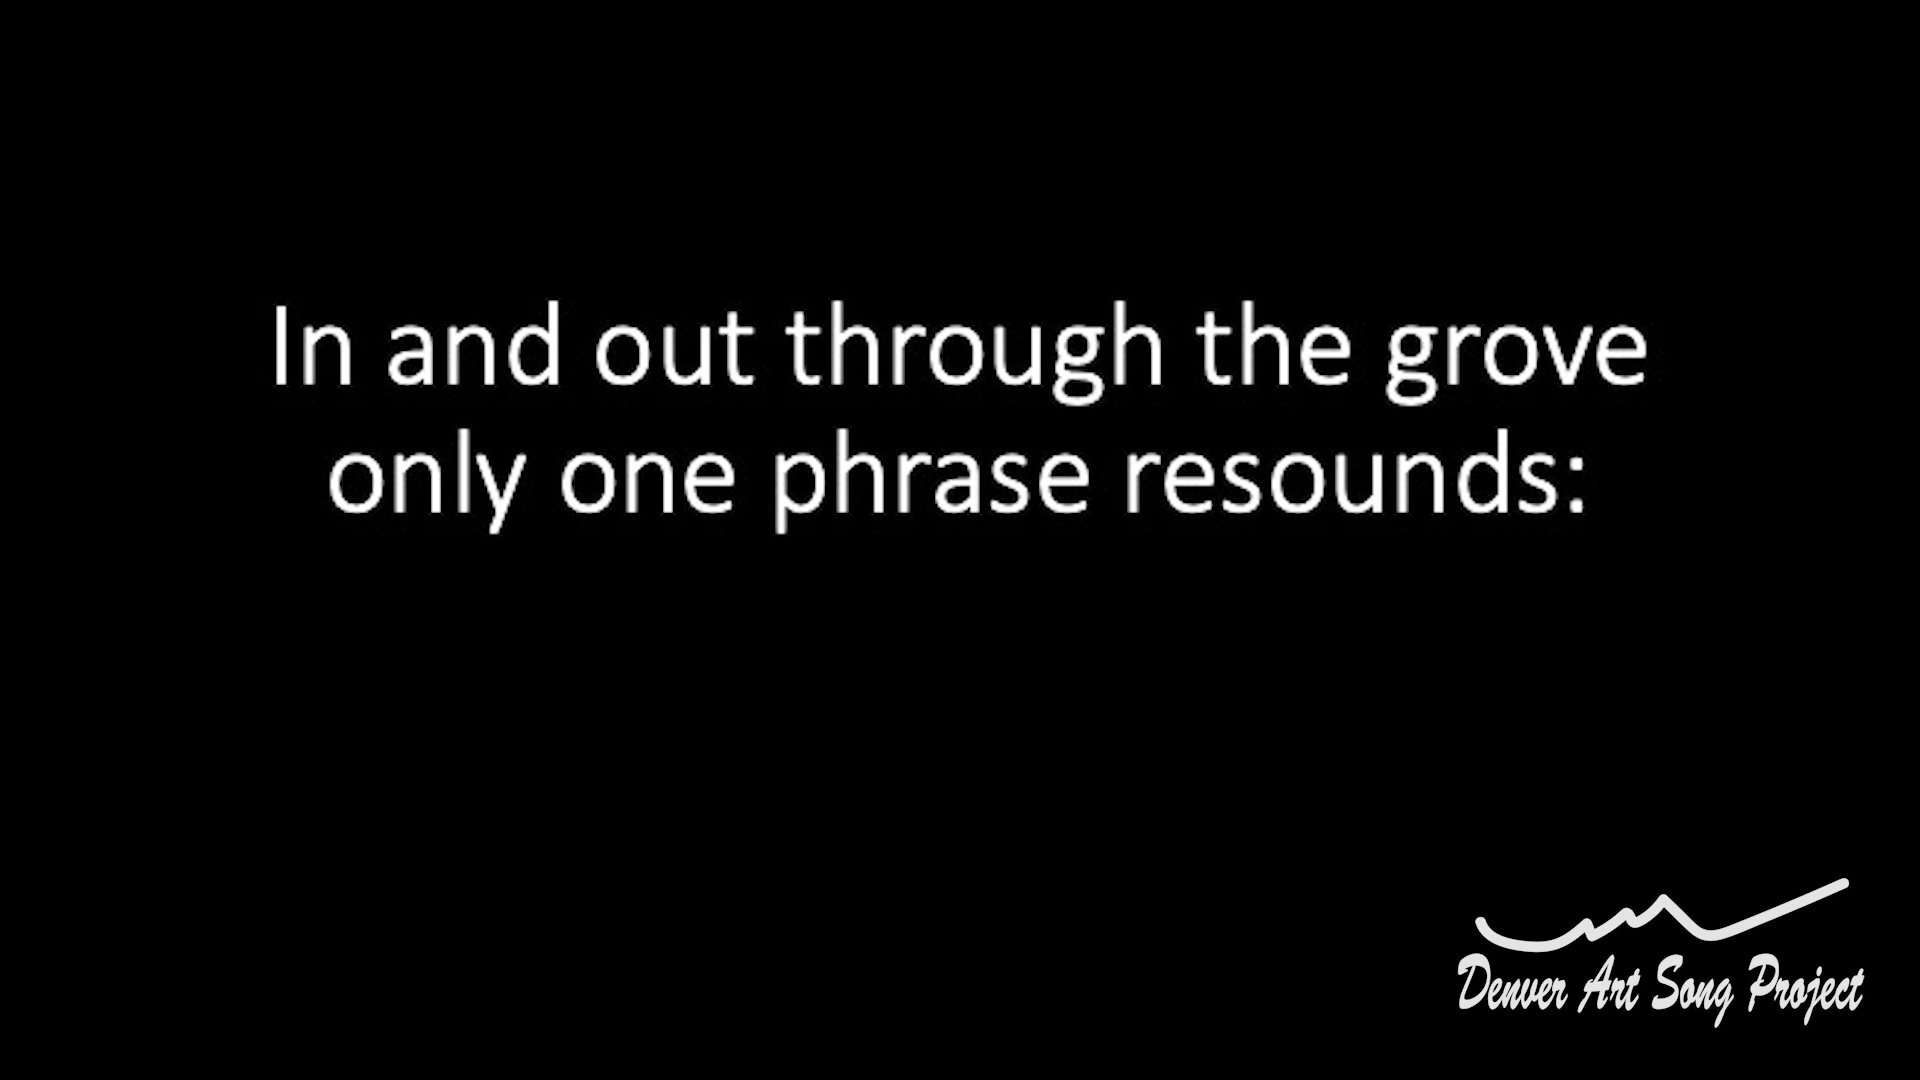 In and out through the grove
only one phrase resounds:
Denver Art Song Project